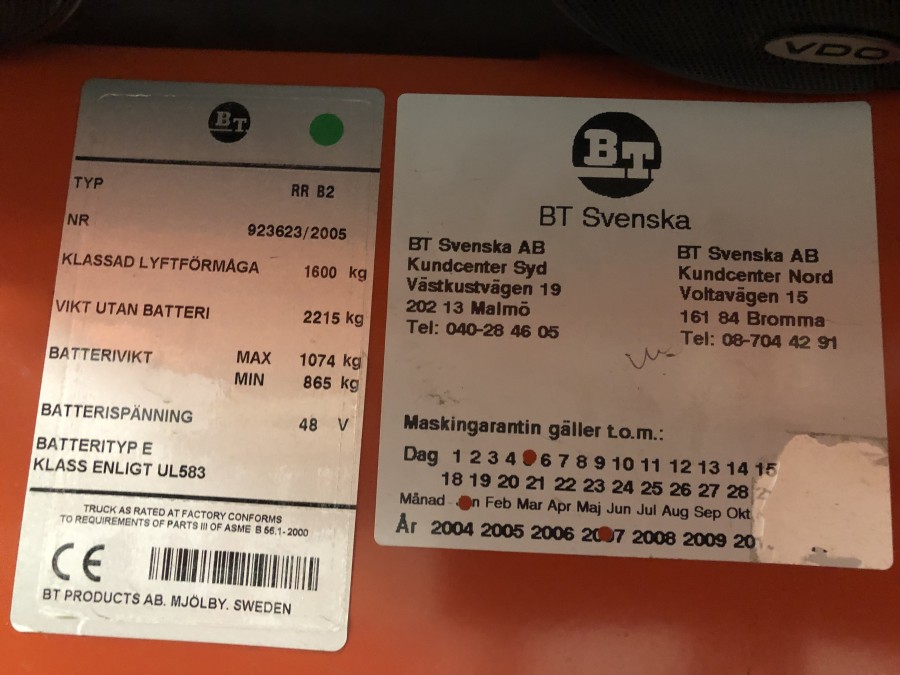 VDO
BT
TYP RR B2
NR 923623/2005
KLASSAD LYFTFÖRMÅGA 1600 kg
VIKT UTAN BATTERI 2215 kg
BATTERIVIKT MAX 1074 kg
MIN 865 kg
BATTERISPÄNNING 48 V
BATTERITYP E
KLASS ENLIGT UL583
TRUCK AS RATED AT FACTORY CONFORMS
TO REQUIREMENTS OF PARTS III OF ASME B 56.1-2000
CE
BT PRODUCTS AB. MJÖLBY. SWEDEN
BT
BT Svenska
BT Svenska AB
Kundcenter Syd
Västkustvägen 19
202 13 Malmö
Tel: 040-28 46 05
BT Svenska AB
Kundcenter Nord
Voltavägen 15
161 84 Bromma
Tel: 08-704 42 91
Maskingarantin gäller t.o.m.:
Dag 1 2 3 4 6 7 8 9 10 11 12 13 14 15
18 19 20 21 22 23 24 25 26 27 28
Månad Feb Mar Apr Maj Jun Jul Aug Sep Okt
År 2004 2005 2006 2007 2008 2009 20